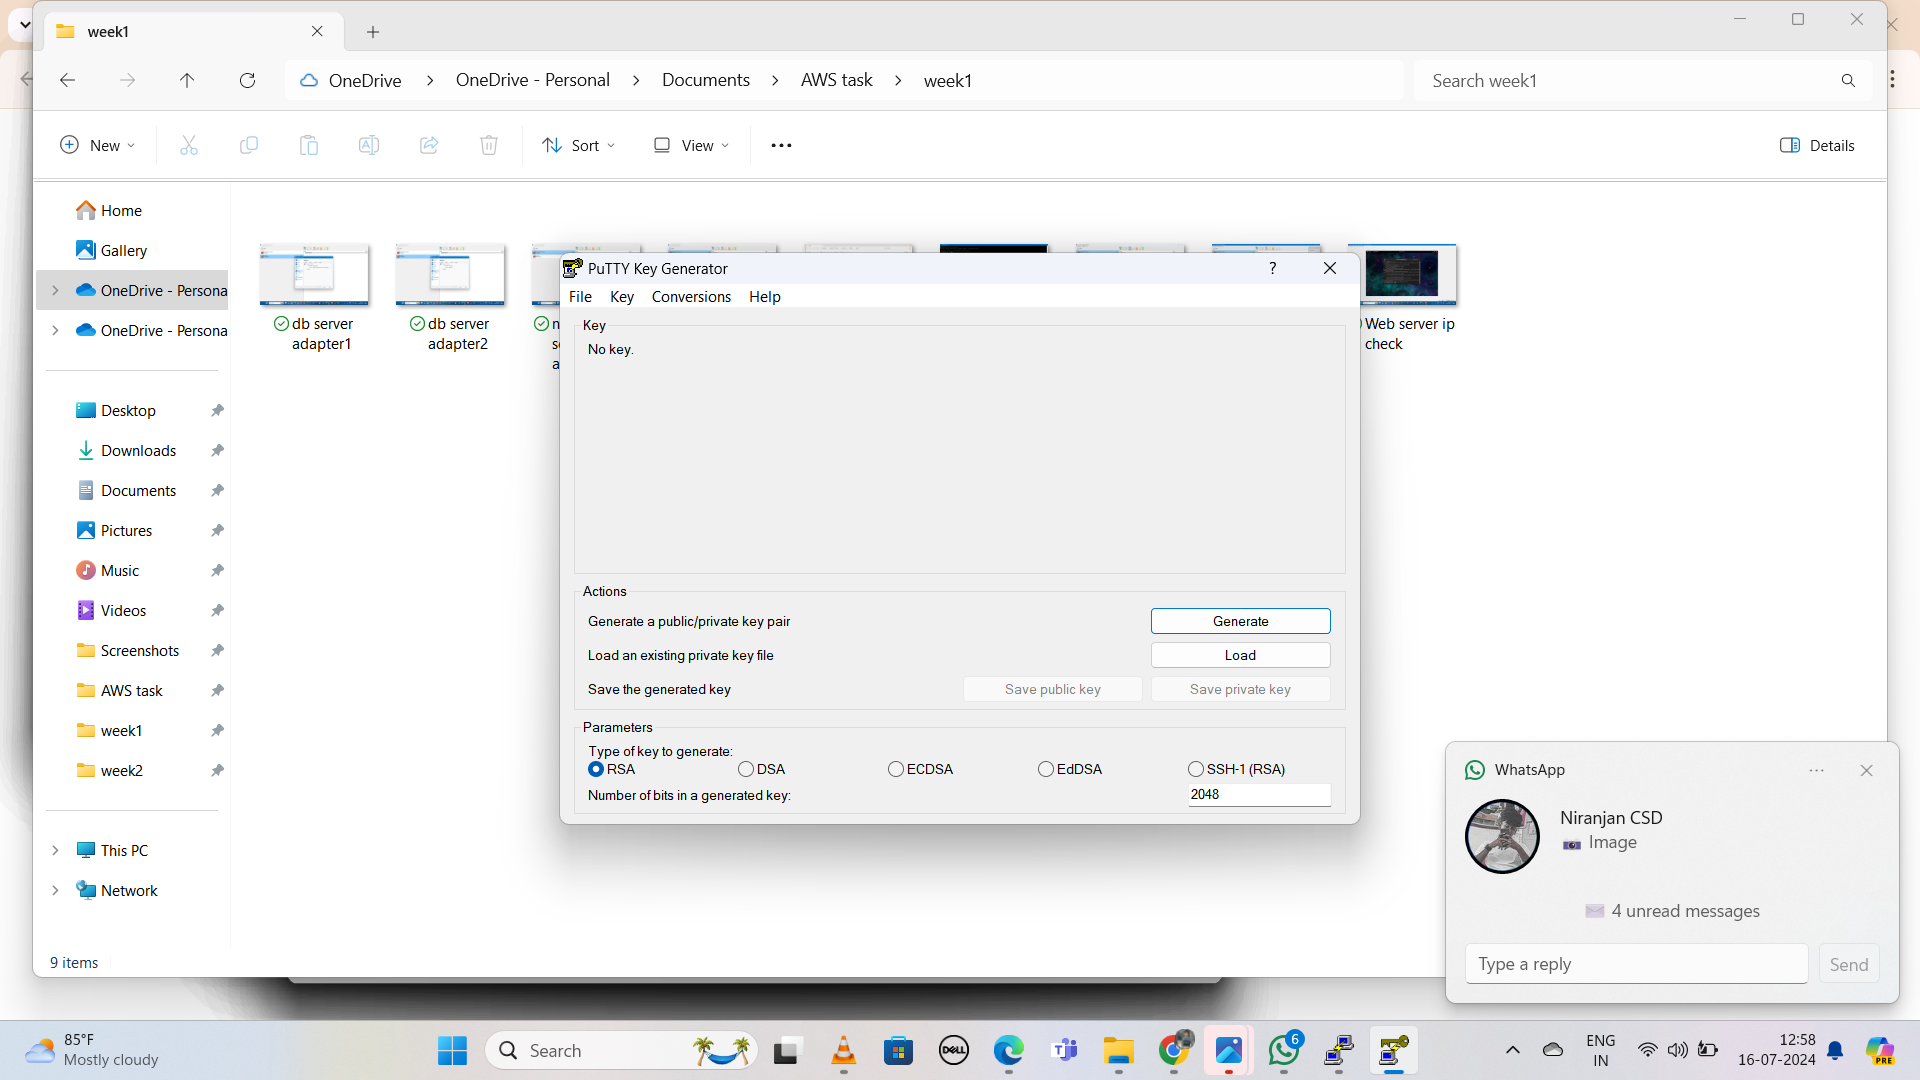 week1
OneDrive
OneDrive - Personal
Documents
AWS task
week1
Search week1
New
Sort
View
Details
Home
Gallery
OneDrive - Persona
OneDrive - Persona
Desktop
Downloads
Documents
Pictures
Music
Videos
Screenshots
AWS task
week1
week2
This PC
Network
9 items
db server
adapter1
db server
adapter2
n
s
a
Web server ip
check
PuTTY Key Generator
?
File
Key
Conversions
Help
Key
No key.
Actions
Generate a public/private key pair
Generate
Load an existing private key file
Load
Save the generated key
Save public key
Save private key
Parameters
Type of key to generate:
RSA
DSA
ECDSA
EdDSA
SSH-1 (RSA)
Number of bits in a generated key:
2048
WhatsApp
Niranjan CSD
Image
4 unread messages
Type a reply
Send
85°F
Mostly cloudy
Search
DELL
6
ENG
IN
12:58
16-07-2024
PRE